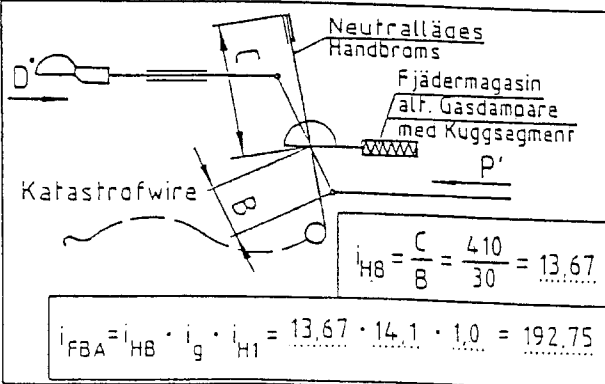 Neutralläges
Handbroms
D'
C
Fjädermagasin
alt. Gasdämpare
med Kuggsegment
P'
Katastrofwire
B
i_HB = C/B = 410/30 = 13,67
i_FBA = i_HB · i_g · i_H1 = 13,67 · 14,1 · 1,0 = 192,75